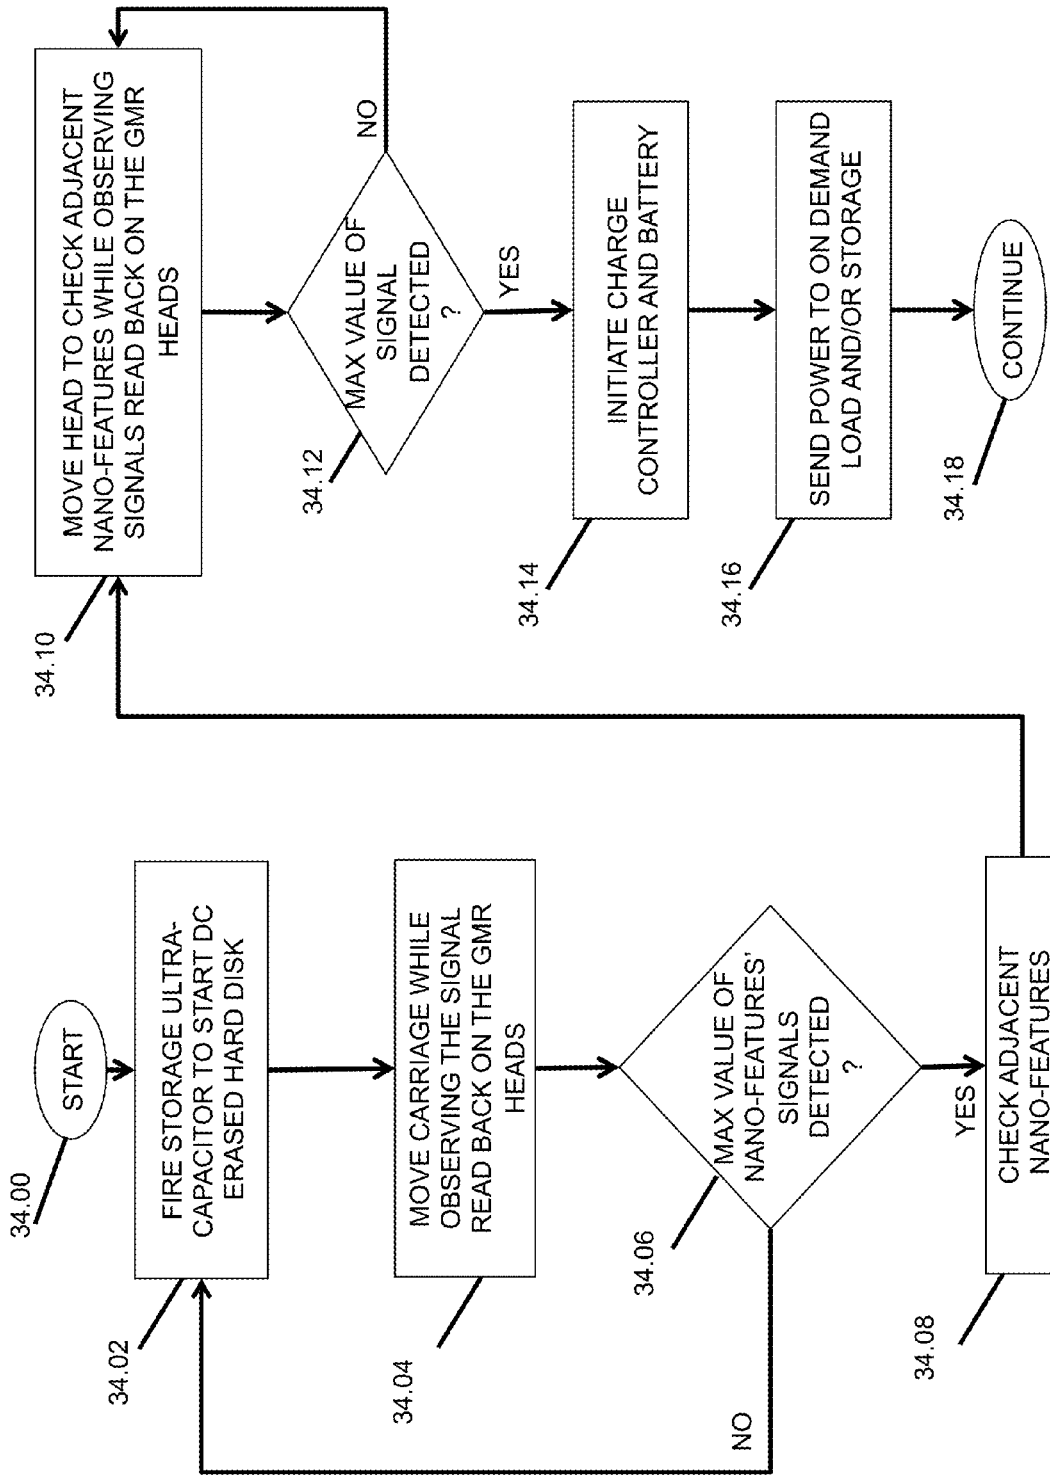 34.00
START
34.02
FIRE STORAGE ULTRA-
CAPACITOR TO START DC
ERASED HARD DISK
34.04
MOVE CARRIAGE WHILE
OBSERVING THE SIGNAL
READ BACK ON THE GMR
HEADS
34.06
MAX VALUE OF
NANO-FEATURES'
SIGNALS
DETECTED
?
NO
YES
34.08
CHECK ADJACENT
NANO-FEATURES
34.10
MOVE HEAD TO CHECK ADJACENT
NANO-FEATURES WHILE OBSERVING
SIGNALS READ BACK ON THE GMR
HEADS
34.12
MAX VALUE OF
SIGNAL
DETECTED
?
NO
YES
34.14
INITIATE CHARGE
CONTROLLER AND BATTERY
34.16
SEND POWER TO ON DEMAND
LOAD AND/OR STORAGE
34.18
CONTINUE